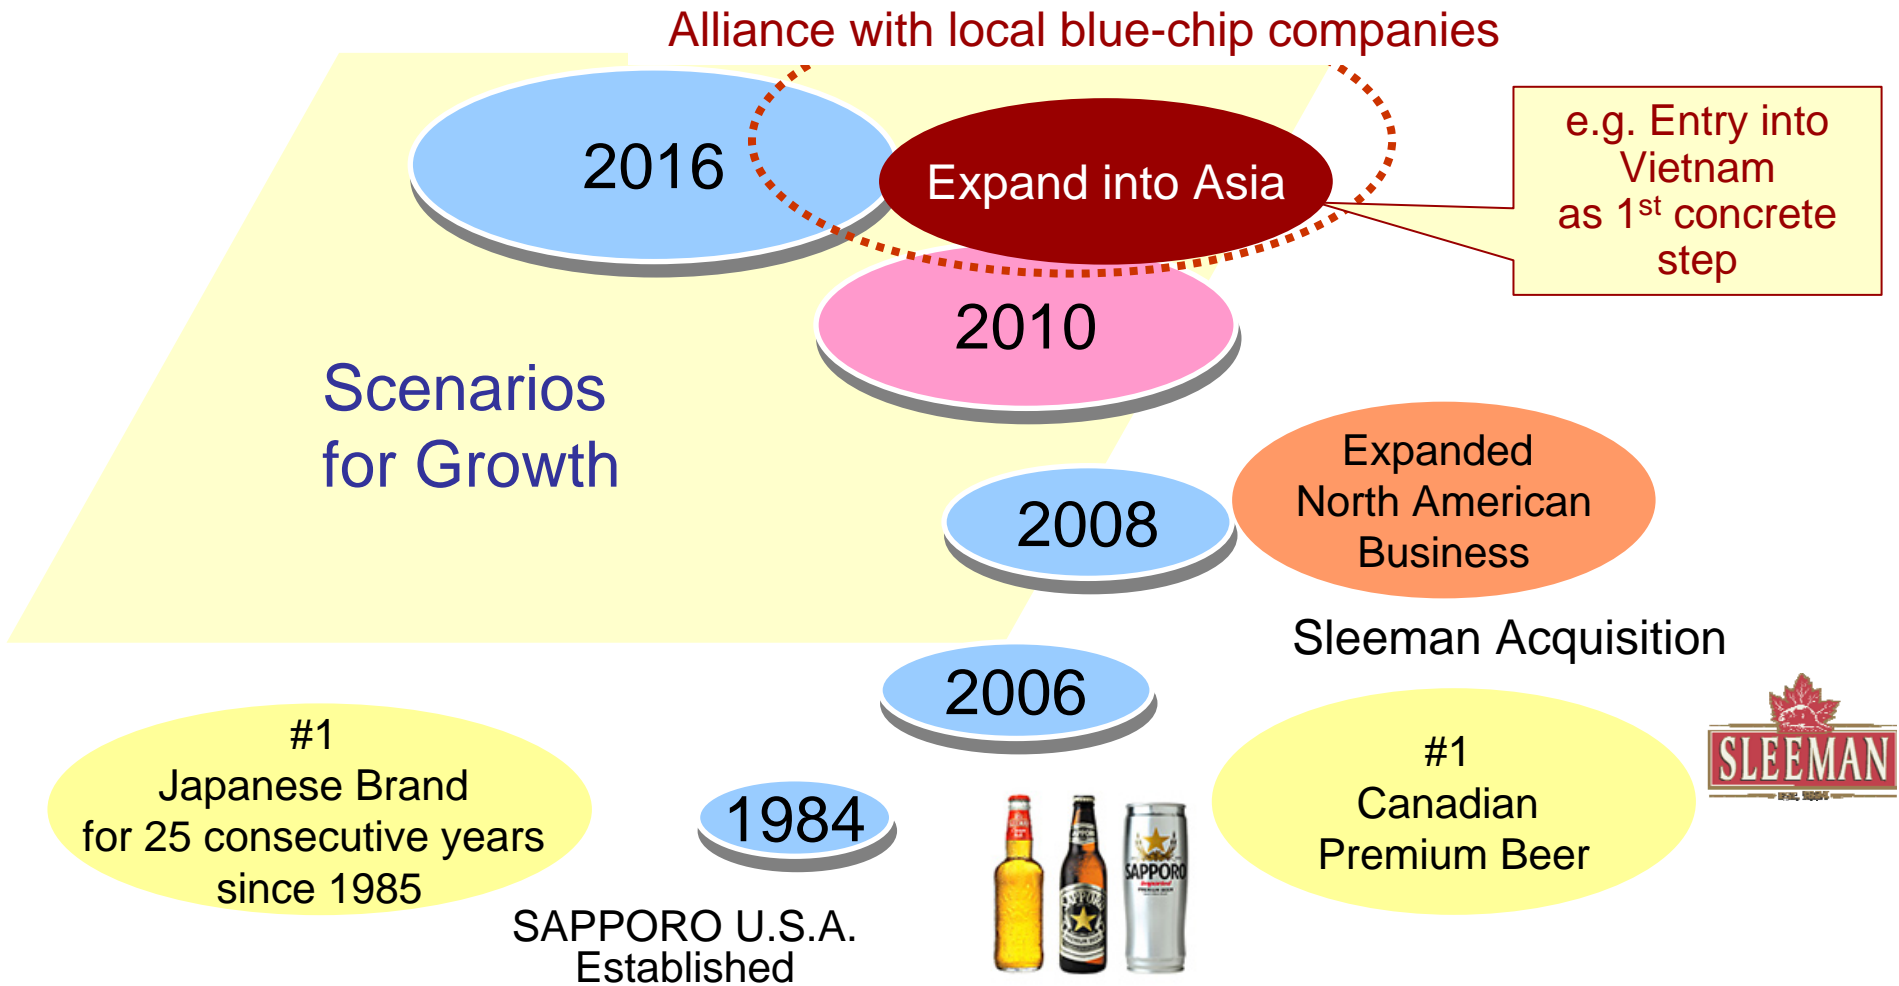 Alliance with local blue-chip companies
2016
Expand into Asia
e.g. Entry into
Vietnam
as 1st concrete
step
2010
Scenarios
for Growth
2008
Expanded
North American
Business
Sleeman Acquisition
2006
SLEEMAN
#1
Canadian
Premium Beer
#1
Japanese Brand
for 25 consecutive years
since 1985
1984
SAPPORO U.S.A.
Established
SAPPORO